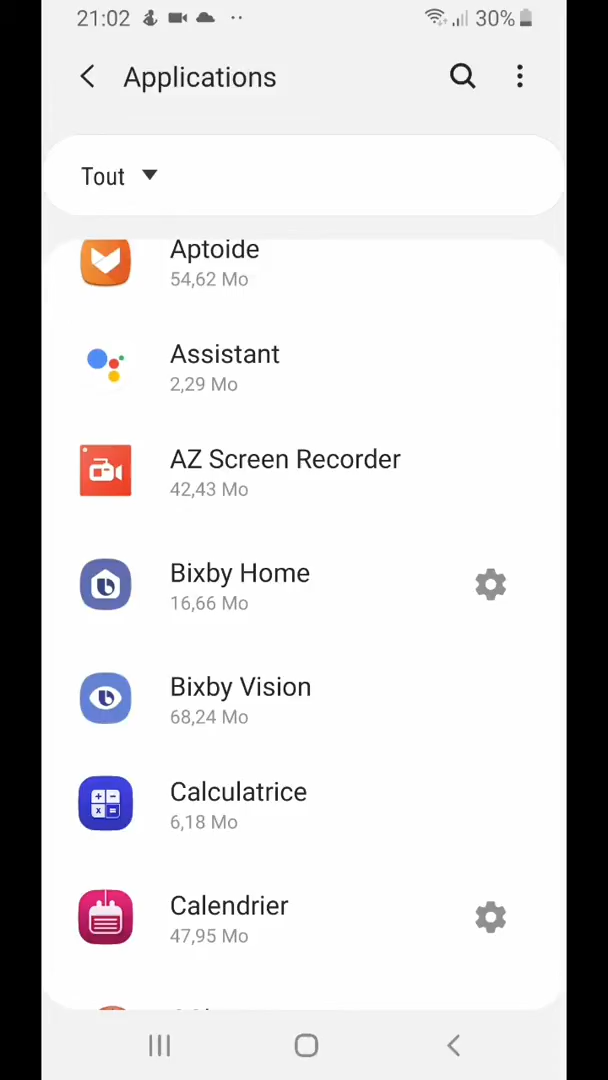 21:02 30%
Applications
Tout
Aptoide
54,62 Mo
Assistant
2,29 Mo
AZ Screen Recorder
42,43 Mo
Bixby Home
16,66 Mo
Bixby Vision
68,24 Mo
Calculatrice
6,18 Mo
Calendrier
47,95 Mo